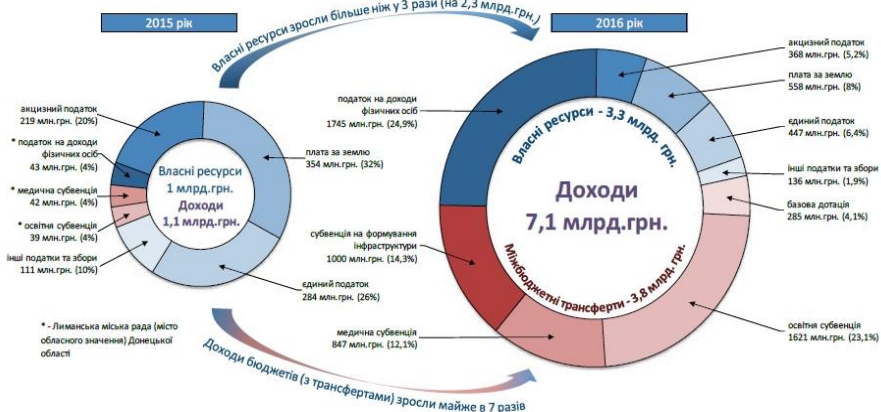 2015 рік
Власні ресурси зросли більше ніж у 3 рази (на 2,3 млрд.грн.)
2016 рік
акцизний податок
219 млн.грн. (20%)
* податок на доходи
фізичних осіб
43 млн.грн. (4%)
* медична субвенція
42 млн.грн. (4%)
* освітня субвенція
39 млн.грн. (4%)
інші податки та збори
111 млн.грн. (10%)
Власні ресурси
1 млрд.грн.
Доходи
1,1 млрд.грн.
плата за землю
354 млн.грн. (32%)
єдиний податок
284 млн.грн. (26%)
* - Лиманська міська рада (місто
обласного значення) Донецької
області
Доходи бюджетів (з трансфертами) зросли майже в 7 разів
податок на доходи
фізичних осіб
1745 млн.грн. (24,9%)
субвенція на формування
інфраструктури
1000 млн.грн. (14,3%)
медична субвенція
847 млн.грн. (12,1%)
Власні ресурси - 3,3 млрд. грн.
Доходи
7,1 млрд.грн.
Міжбюджетні трансферти - 3,8 млрд. грн.
акцизний податок
368 млн.грн. (5,2%)
плата за землю
558 млн.грн. (8%)
єдиний податок
447 млн.грн. (6,4%)
інші податки та збори
136 млн.грн. (1,9%)
базова дотація
285 млн.грн. (4,1%)
освітня субвенція
1621 млн.грн. (23,1%)